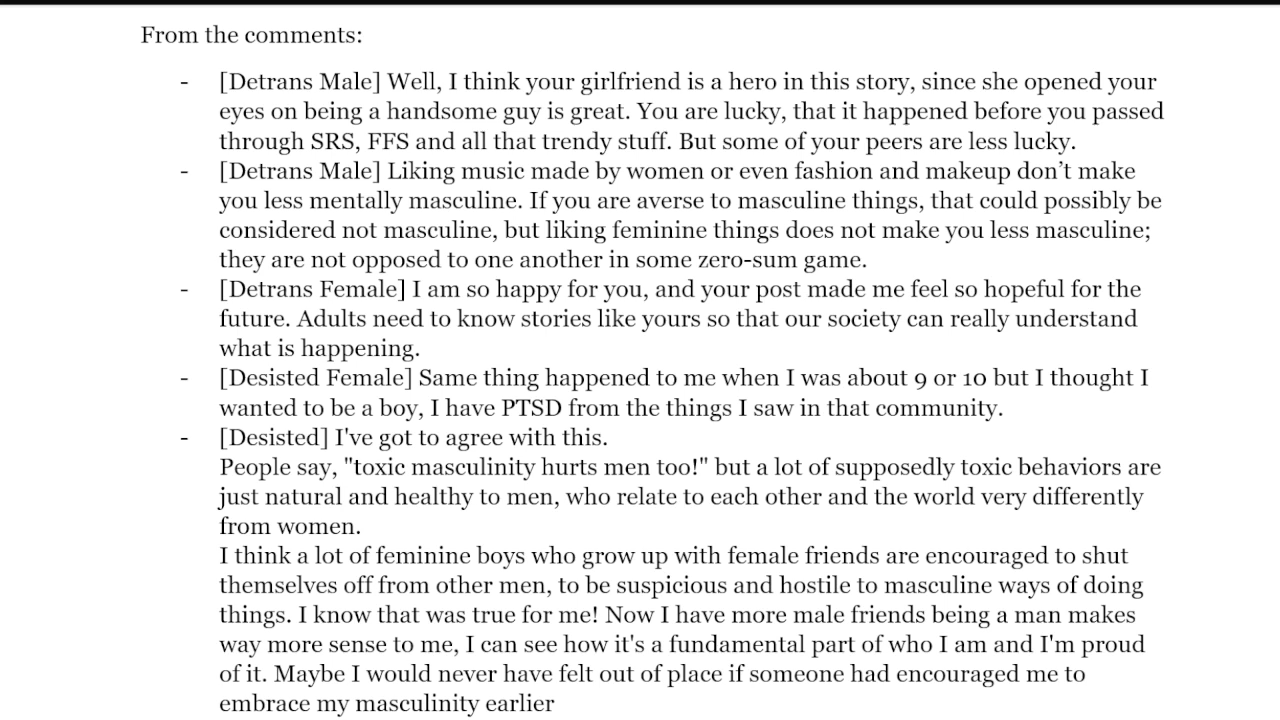 From the comments:
- [Detrans Male] Well, I think your girlfriend is a hero in this story, since she opened your
eyes on being a handsome guy is great. You are lucky, that it happened before you passed
through SRS, FFS and all that trendy stuff. But some of your peers are less lucky.
- [Detrans Male] Liking music made by women or even fashion and makeup don’t make
you less mentally masculine. If you are averse to masculine things, that could possibly be
considered not masculine, but liking feminine things does not make you less masculine;
they are not opposed to one another in some zero-sum game.
- [Detrans Female] I am so happy for you, and your post made me feel so hopeful for the
future. Adults need to know stories like yours so that our society can really understand
what is happening.
- [Desisted Female] Same thing happened to me when I was about 9 or 10 but I thought I
wanted to be a boy, I have PTSD from the things I saw in that community.
- [Desisted] I've got to agree with this.
People say, "toxic masculinity hurts men too!" but a lot of supposedly toxic behaviors are
just natural and healthy to men, who relate to each other and the world very differently
from women.
I think a lot of feminine boys who grow up with female friends are encouraged to shut
themselves off from other men, to be suspicious and hostile to masculine ways of doing
things. I know that was true for me! Now I have more male friends being a man makes
way more sense to me, I can see how it's a fundamental part of who I am and I'm proud
of it. Maybe I would never have felt out of place if someone had encouraged me to
embrace my masculinity earlier